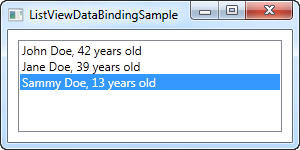 ListViewDataBindingSample
John Doe, 42 years old
Jane Doe, 39 years old
Sammy Doe, 13 years old